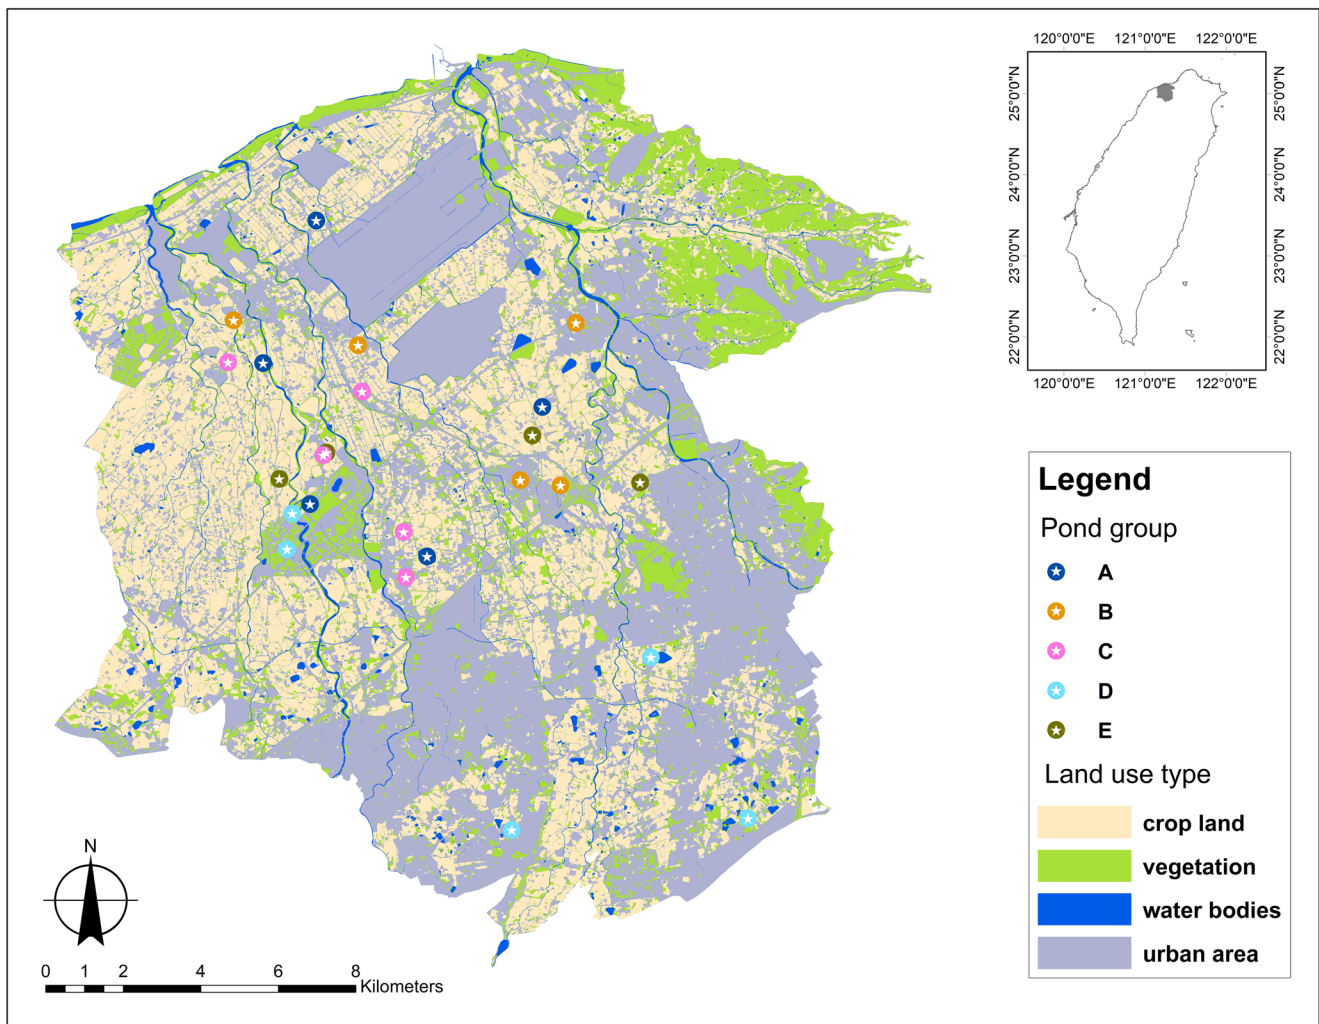 120°0'0"E 121°0'0"E 122°0'0"E
25°0'0"N 25°0'0"N
24°0'0"N 24°0'0"N
23°0'0"N 23°0'0"N
22°0'0"N 22°0'0"N
120°0'0"E 121°0'0"E 122°0'0"E
Legend
Pond group
A
B
C
D
E
Land use type
crop land
vegetation
water bodies
urban area
N
0 1 2 4 6 8
Kilometers